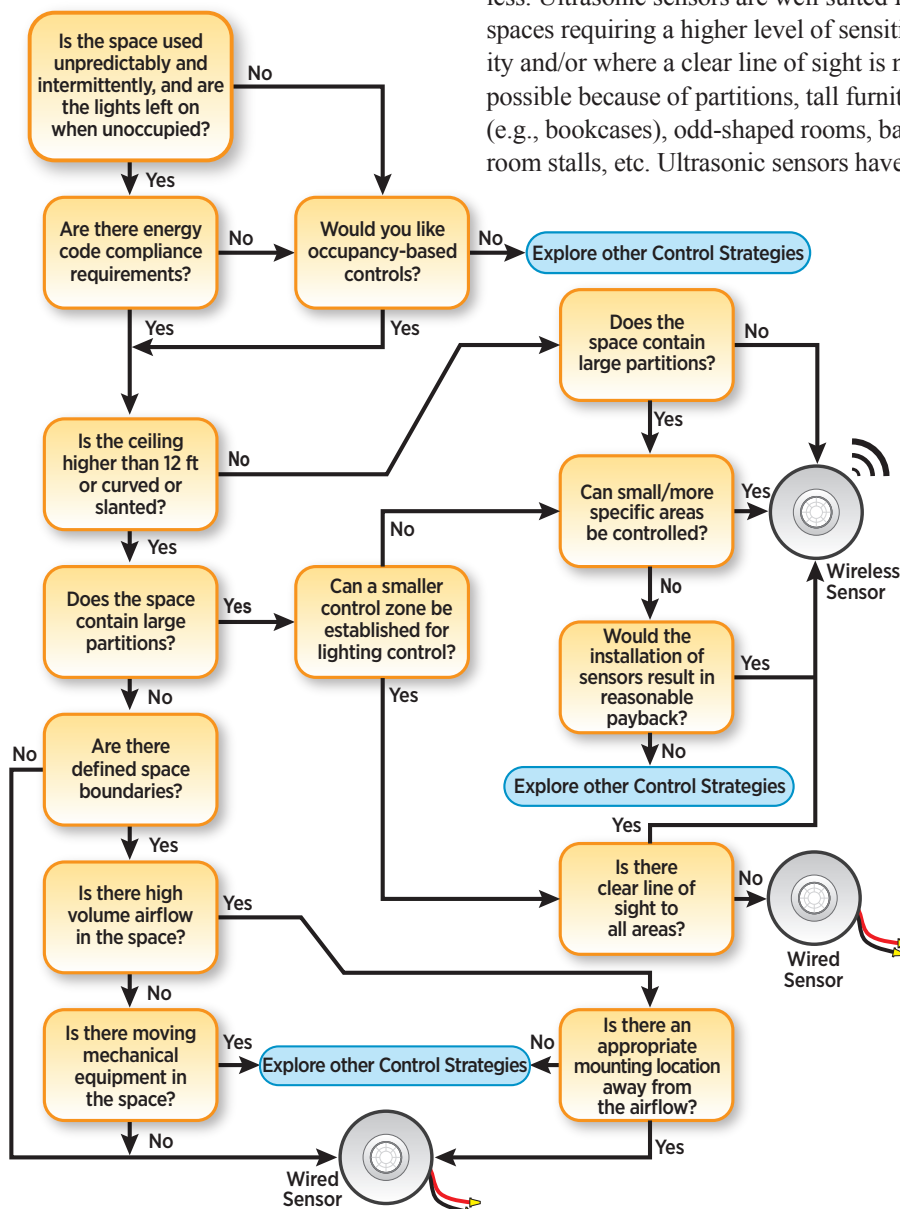 less. Ultrasonic sensors are well suited
spaces requiring a higher level of sensiti
ity and/or where a clear line of sight is n
possible because of partitions, tall furnit
(e.g., bookcases), odd-shaped rooms, ba
room stalls, etc. Ultrasonic sensors have
Is the space used
unpredictably and
intermittently, and are
the lights left on
when unoccupied?
No
Yes
Are there energy
code compliance
requirements?
No
Would you like
occupancy-based
controls?
No
Explore other Control Strategies
Yes
Yes
Does the
space contain
large partitions?
No
Yes
Is the ceiling
higher than 12 ft
or curved or
slanted?
No
Yes
Can small/more
specific areas
be controlled?
Yes
No
Wireless
Sensor
Does the space
contain large
partitions?
Yes
No
Can a smaller
control zone be
established for
lighting control?
No
Yes
Would the
installation of
sensors result in
reasonable
payback?
Yes
No
Explore other Control Strategies
Are there
defined space
boundaries?
No
Yes
Is there
clear line of
sight to
all areas?
Yes
No
Wired
Sensor
Is there high
volume airflow
in the space?
Yes
No
Is there moving
mechanical
equipment in
the space?
Yes
No
Explore other Control Strategies
Is there an
appropriate
mounting location
away from
the airflow?
No
Yes
Wired
Sensor